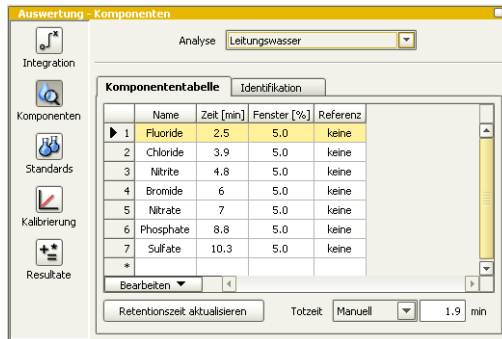 Auswertung - Komponenten
Analyse Leitungswasser
Integration
Komponenten
Standards
Kalibrierung
Resultate
Komponententabelle Identifikation
Name Zeit [min] Fenster [%] Referenz
1 Fluoride 2.5 5.0 keine
2 Chloride 3.9 5.0 keine
3 Nitrite 4.8 5.0 keine
4 Bromide 6 5.0 keine
5 Nitrate 7 5.0 keine
6 Phosphate 8.8 5.0 keine
7 Sulfate 10.3 5.0 keine
*
Bearbeiten
Retentionszeit aktualisieren Totzeit Manuell 1.9 min